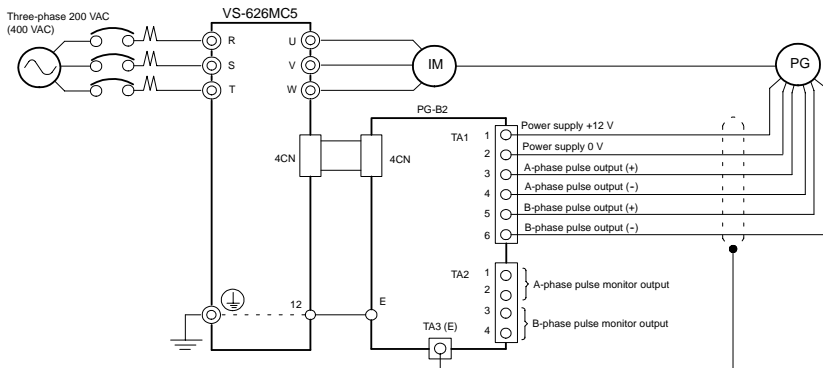 VS-626MC5
Three-phase 200 VAC
(400 VAC)
R
S
T
U
V
W
IM
PG
PG-B2
4CN
4CN
TA1
1
2
3
4
5
6
Power supply +12 V
Power supply 0 V
A-phase pulse output (+)
A-phase pulse output (-)
B-phase pulse output (+)
B-phase pulse output (-)
TA2
1
2
3
4
A-phase pulse monitor output
B-phase pulse monitor output
12
E
TA3 (E)